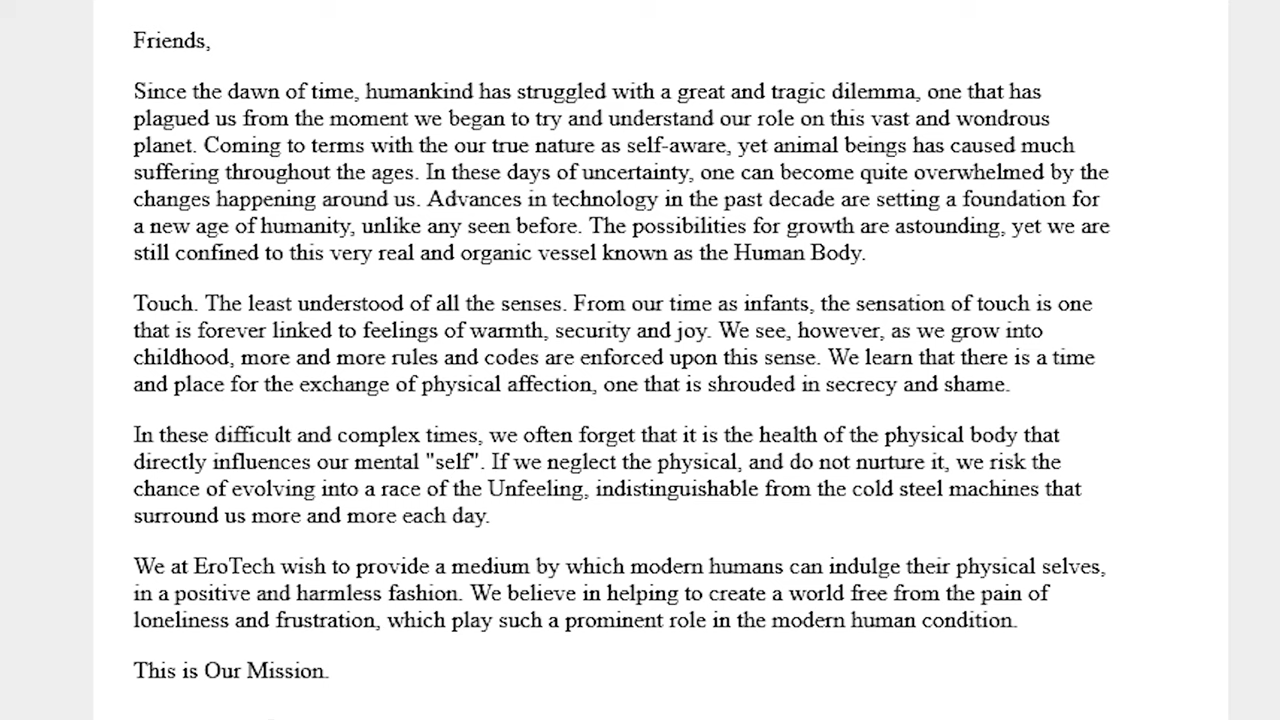 Friends,
Since the dawn of time, humankind has struggled with a great and tragic dilemma, one that has
plagued us from the moment we began to try and understand our role on this vast and wondrous
planet. Coming to terms with the our true nature as self-aware, yet animal beings has caused much
suffering throughout the ages. In these days of uncertainty, one can become quite overwhelmed by the
changes happening around us. Advances in technology in the past decade are setting a foundation for
a new age of humanity, unlike any seen before. The possibilities for growth are astounding, yet we are
still confined to this very real and organic vessel known as the Human Body.
Touch. The least understood of all the senses. From our time as infants, the sensation of touch is one
that is forever linked to feelings of warmth, security and joy. We see, however, as we grow into
childhood, more and more rules and codes are enforced upon this sense. We learn that there is a time
and place for the exchange of physical affection, one that is shrouded in secrecy and shame.
In these difficult and complex times, we often forget that it is the health of the physical body that
directly influences our mental "self". If we neglect the physical, and do not nurture it, we risk the
chance of evolving into a race of the Unfeeling, indistinguishable from the cold steel machines that
surround us more and more each day.
We at EroTech wish to provide a medium by which modern humans can indulge their physical selves,
in a positive and harmless fashion. We believe in helping to create a world free from the pain of
loneliness and frustration, which play such a prominent role in the modern human condition.
This is Our Mission.